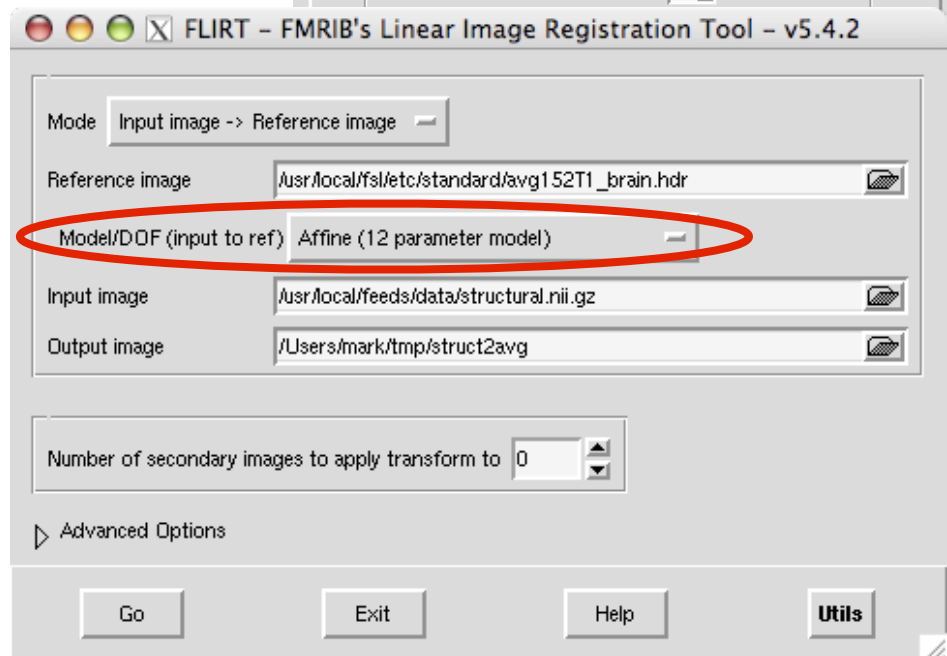 X FLIRT – FMRIB's Linear Image Registration Tool – v5.4.2
Mode Input image -> Reference image
Reference image /usr/local/fsl/etc/standard/avg152T1_brain.hdr
Model/DOF (input to ref) Affine (12 parameter model)
Input image /usr/local/feeds/data/structural.nii.gz
Output image /Users/mark/tmp/struct2avg
Number of secondary images to apply transform to 0
Advanced Options
Go Exit Help Utils